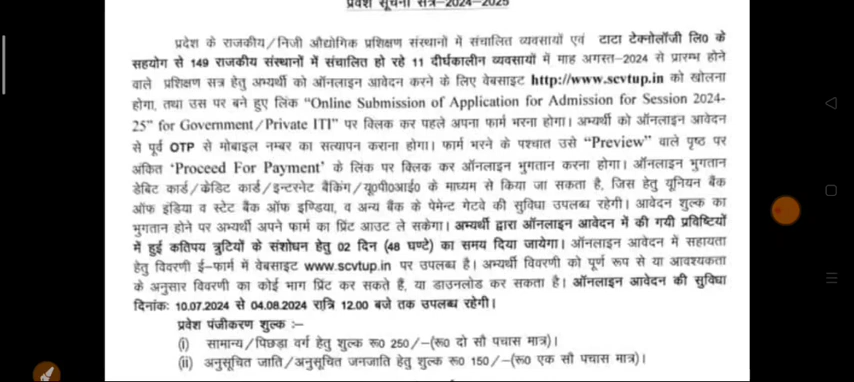 प्रवेश सूचना सत्र–2024–2025
प्रदेश के राजकीय/निजी औद्योगिक प्रशिक्षण संस्थानों में संचालित व्यवसायों एवं टाटा टेक्नोलॉजी लि0 के
सहयोग से 149 राजकीय संस्थानों में संचालित हो रहे 11 दीर्घकालीन व्यवसायों में माह अगस्त–2024 से प्रारम्भ होने
वाले प्रशिक्षण सत्र हेतु अभ्यर्थी को ऑनलाइन आवेदन करने के लिए वेबसाइट http://www.scvtup.in को खोलना
होगा, तथा उस पर बने हुए लिंक "Online Submission of Application for Admission for Session 2024-
25" for Government/Private ITI" पर क्लिक कर पहले अपना फार्म भरना होगा। अभ्यर्थी को ऑनलाइन आवेदन
से पूर्व OTP से मोबाइल नम्बर का सत्यापन कराना होगा। फार्म भरने के पश्चात उसे "Preview" वाले पृष्ठ पर
अंकित 'Proceed For Payment' के लिंक पर क्लिक कर ऑनलाइन भुगतान करना होगा। ऑनलाइन भुगतान
डेबिट कार्ड/क्रेडिट कार्ड/इन्टरनेट बैंकिंग/यू0पी0आई0 के माध्यम से किया जा सकता है, जिस हेतु यूनियन बैंक
ऑफ इंडिया व स्टेट बैंक ऑफ इण्डिया, व अन्य बैंक के पेमेन्ट गेटवे की सुविधा उपलब्ध रहेगी। आवेदन शुल्क का
भुगतान होने पर अभ्यर्थी अपने फार्म का प्रिंट आउट ले सकेगा। अभ्यर्थी द्वारा ऑनलाइन आवेदन में की गयी प्रविष्टियों
में हुई कतिपय त्रुटियों के संशोधन हेतु 02 दिन (48 घण्टे) का समय दिया जायेगा। ऑनलाइन आवेदन में सहायता
हेतु विवरणी ई–फार्म में वेबसाइट www.scvtup.in पर उपलब्ध है। अभ्यर्थी विवरणी को पूर्ण रूप से या आवश्यकता
के अनुसार विवरणी का कोई भाग प्रिंट कर सकते हैं, या डाउनलोड कर सकता है। ऑनलाइन आवेदन की सुविधा
दिनांकः 10.07.2024 से 04.08.2024 रात्रि 12.00 बजे तक उपलब्ध रहेगी।
प्रवेश पंजीकरण शुल्क :–
(i) सामान्य/पिछड़ा वर्ग हेतु शुल्क रू0 250/–(रू0 दो सौ पचास मात्र)।
(ii) अनुसूचित जाति/अनुसूचित जनजाति हेतु शुल्क रू0 150/–(रू0 एक सौ पचास मात्र)।